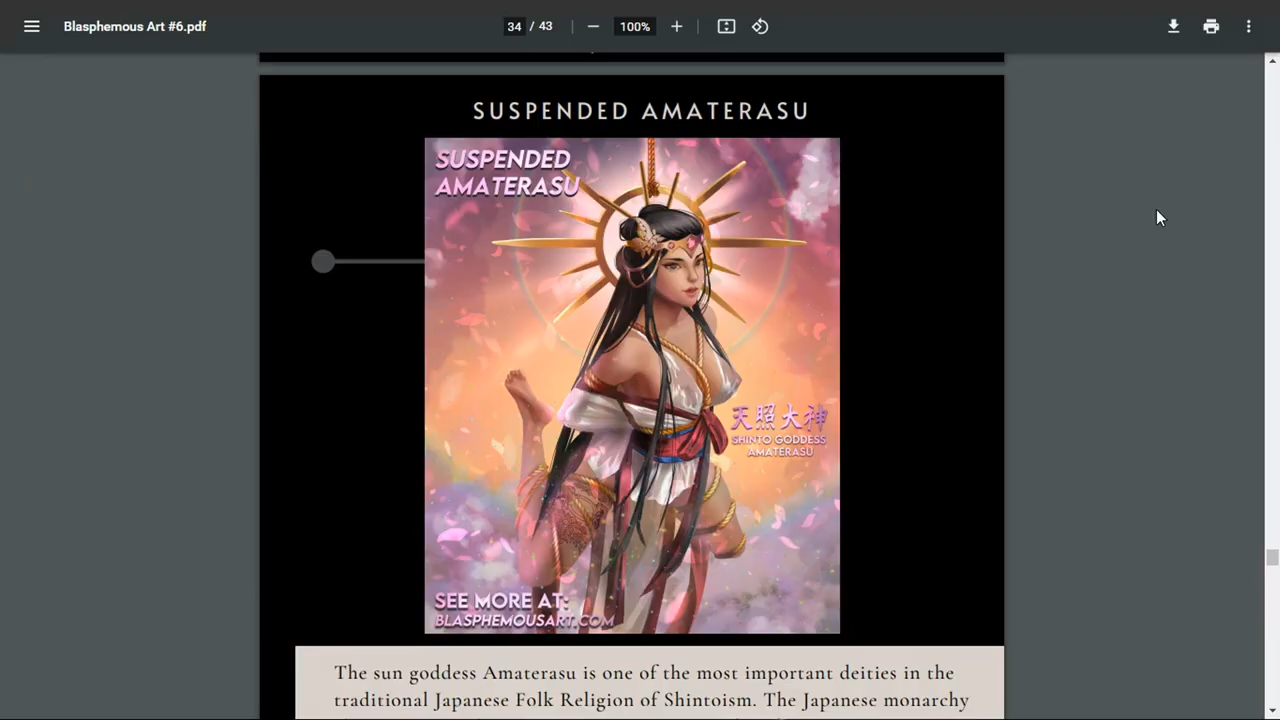 Blasphemous Art #6.pdf
34 / 43
100%
SUSPENDED AMATERASU
SUSPENDED
AMATERASU
天照大神
SHINTO GODDESS
AMATERASU
SEE MORE AT:
BLASPHEMOUSART.COM
The sun goddess Amaterasu is one of the most important deities in the
traditional Japanese Folk Religion of Shintoism. The Japanese monarchy